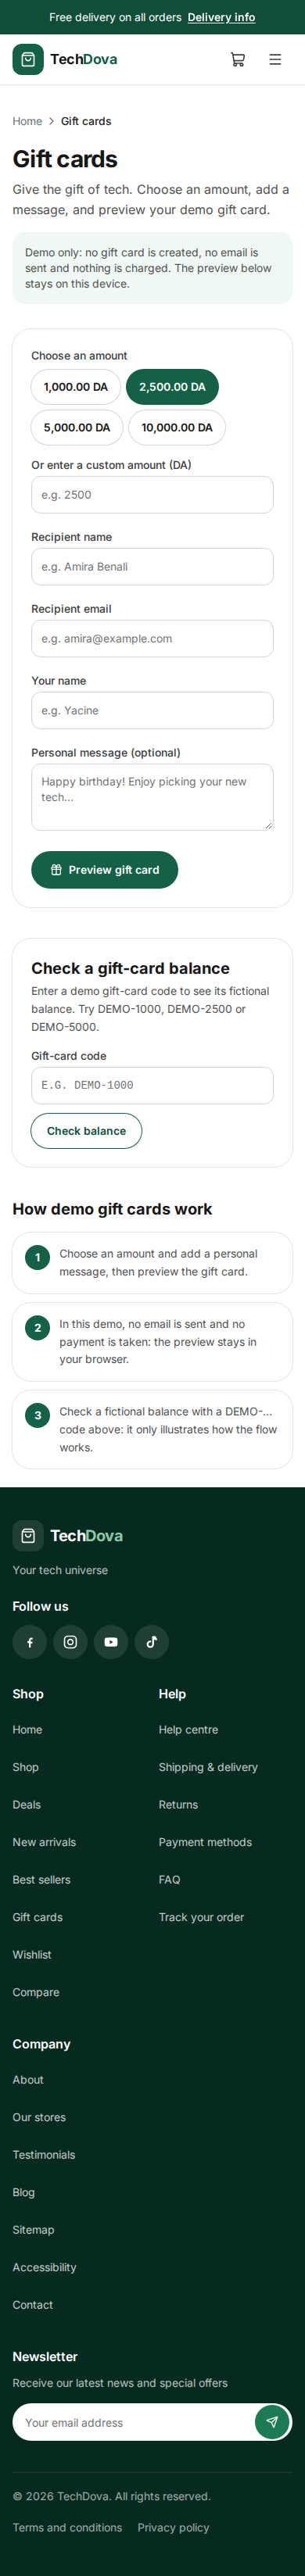 Free delivery on all orders Delivery info
TechDova
Home > Gift cards
Gift cards
Give the gift of tech. Choose an amount, add a
message, and preview your demo gift card.
Demo only: no gift card is created, no email is
sent and nothing is charged. The preview below
stays on this device.
Choose an amount
1,000.00 DA 2,500.00 DA
5,000.00 DA 10,000.00 DA
Or enter a custom amount (DA)
e.g. 2500
Recipient name
e.g. Amira Benali
Recipient email
e.g. amira@example.com
Your name
e.g. Yacine
Personal message (optional)
Happy birthday! Enjoy picking your new
tech...
Preview gift card
Check a gift-card balance
Enter a demo gift-card code to see its fictional
balance. Try DEMO-1000, DEMO-2500 or
DEMO-5000.
Gift-card code
E.G. DEMO-1000
Check balance
How demo gift cards work
1 Choose an amount and add a personal
message, then preview the gift card.
2 In this demo, no email is sent and no
payment is taken: the preview stays in
your browser.
3 Check a fictional balance with a DEMO-...
code above: it only illustrates how the flow
works.
TechDova
Your tech universe
Follow us
Shop
Home
Shop
Deals
New arrivals
Best sellers
Gift cards
Wishlist
Compare
Help
Help centre
Shipping & delivery
Returns
Payment methods
FAQ
Track your order
Company
About
Our stores
Testimonials
Blog
Sitemap
Accessibility
Contact
Newsletter
Receive our latest news and special offers
Your email address
© 2026 TechDova. All rights reserved.
Terms and conditions Privacy policy